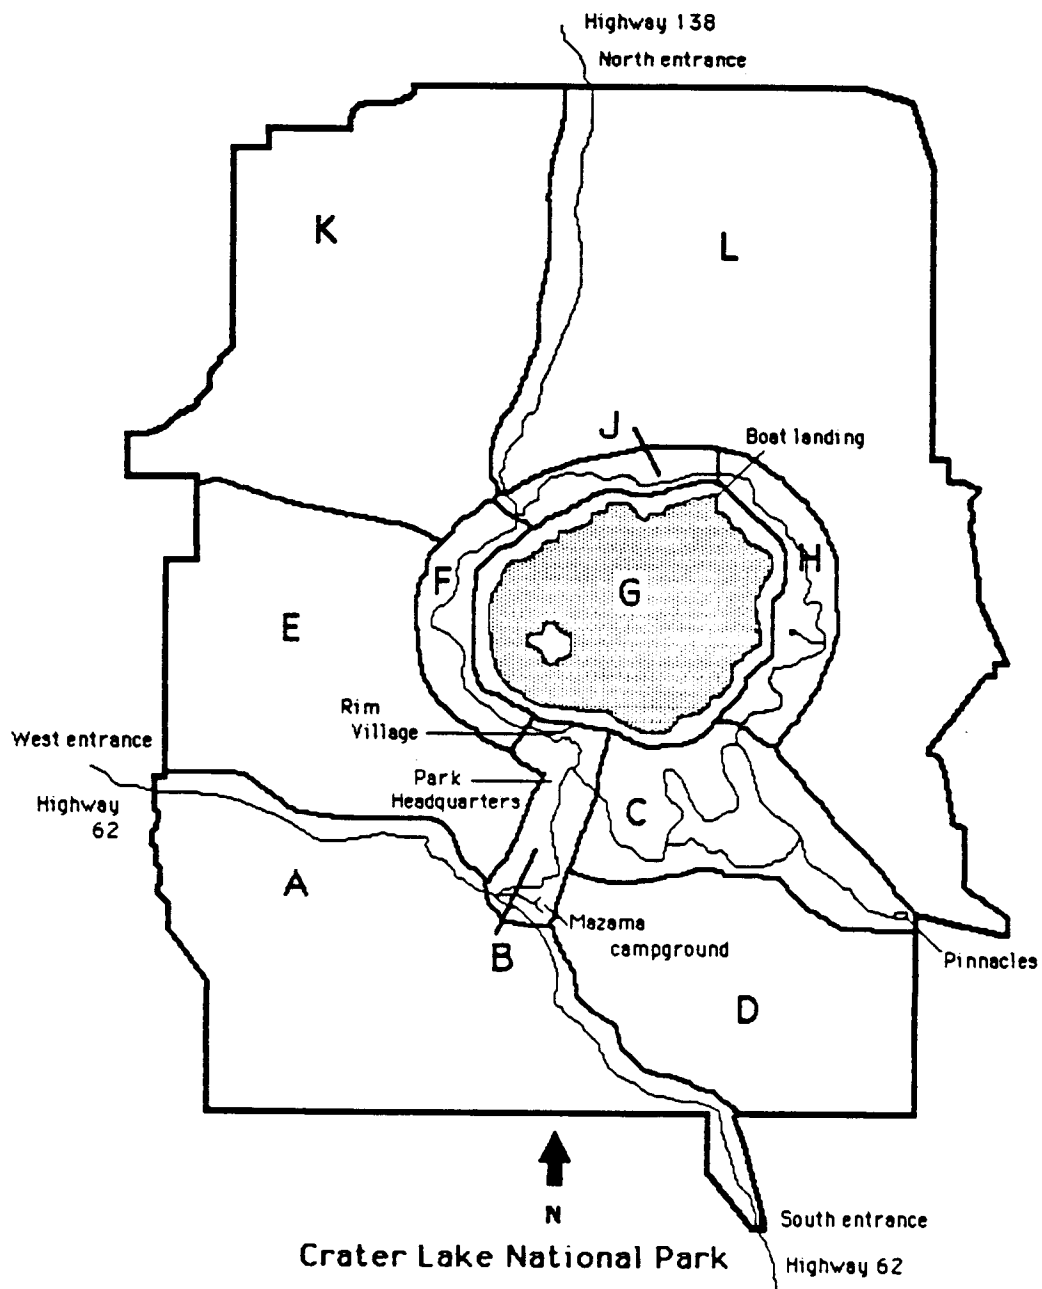 Highway 138
North entrance
K
L
J
Boat landing
F
H
G
E
Rim
Village
West entrance
Park
Headquarters
Highway
62
C
A
Mazama
campground
B
Pinnacles
D
N
South entrance
Crater Lake National Park
Highway 62